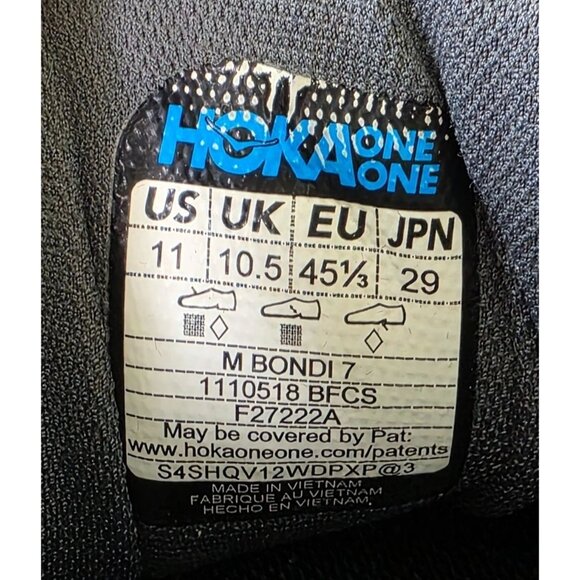 HOKA ONE ONE
US UK EU JPN
11 10.5 45⅓ 29
M BONDI 7
1110518 BFCS
F27222A
May be covered by Pat:
www.hokaoneone.com/patents
S4SHQV12WDPXP@3
MADE IN VIETNAM
FABRIQUE AU VIETNAM
HECHO EN VIETNAM